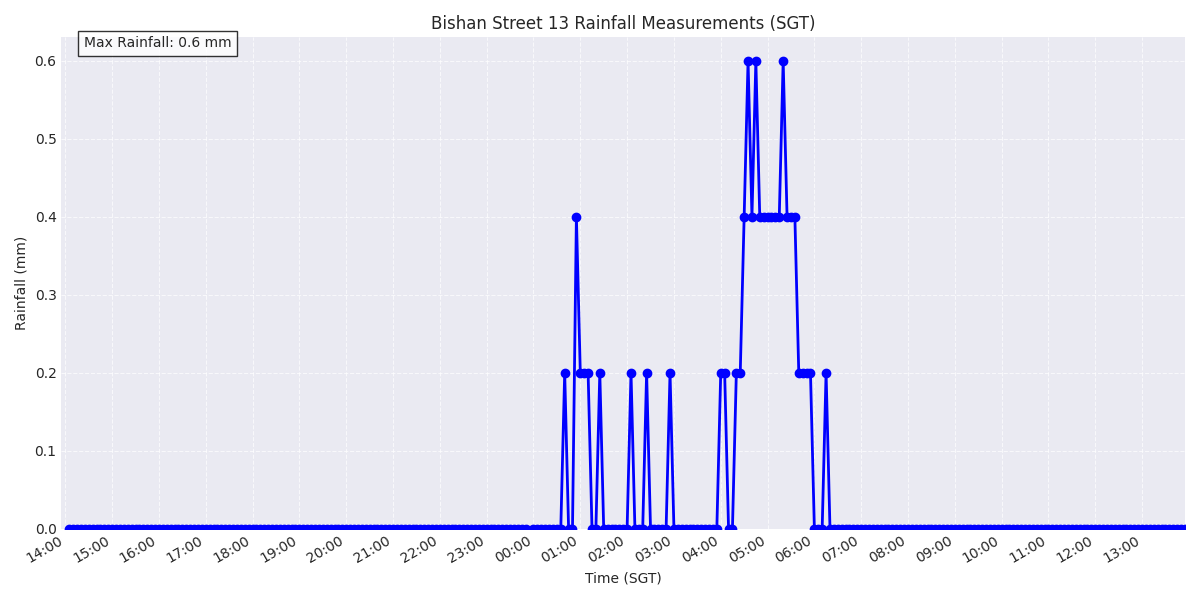 Bishan Street 13 Rainfall Measurements (SGT)
Max Rainfall: 0.6 mm
0.6
0.5
0.4
0.3
0.2
0.1
0.0
Rainfall (mm)
14:00 15:00 16:00 17:00 18:00 19:00 20:00 21:00 22:00 23:00 00:00 01:00 02:00 03:00 04:00 05:00 06:00 07:00 08:00 09:00 10:00 11:00 12:00 13:00
Time (SGT)